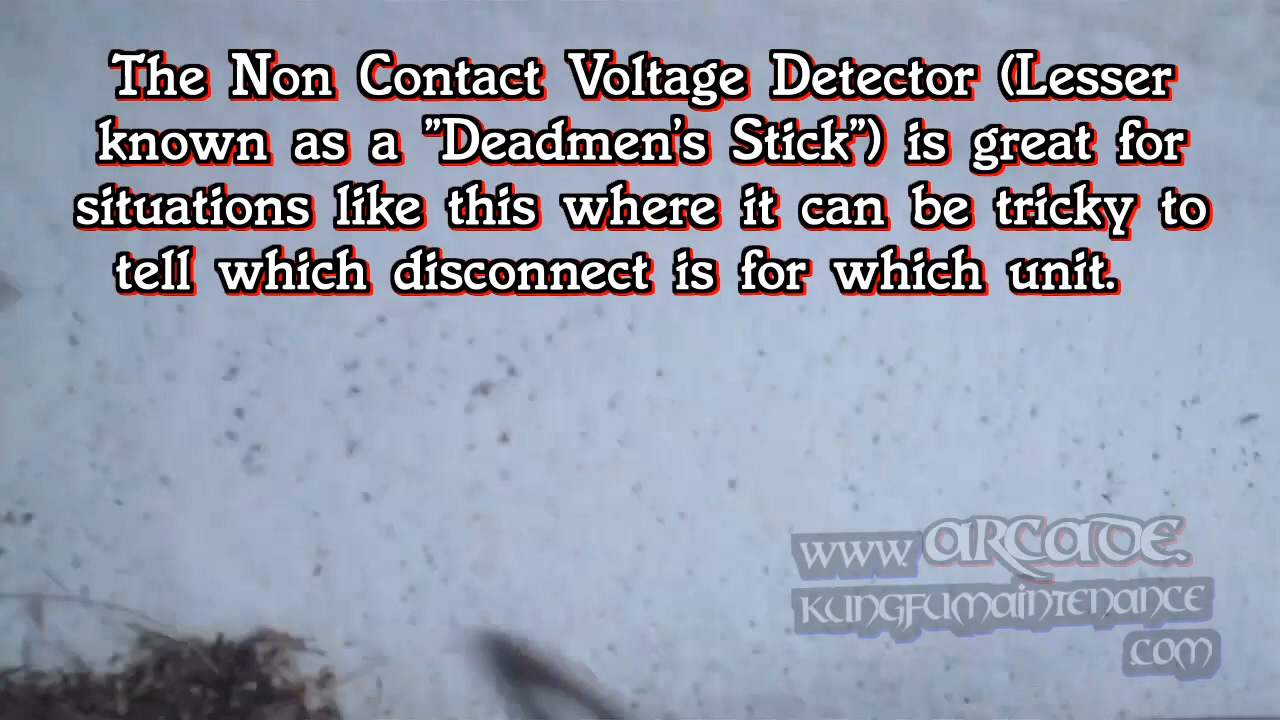 The Non Contact Voltage Detector (Lesser
known as a "Deadmen's Stick") is great for
situations like this where it can be tricky to
tell which disconnect is for which unit.
www.ARCADE.
KUNGFUMAINTENANCE
.COM